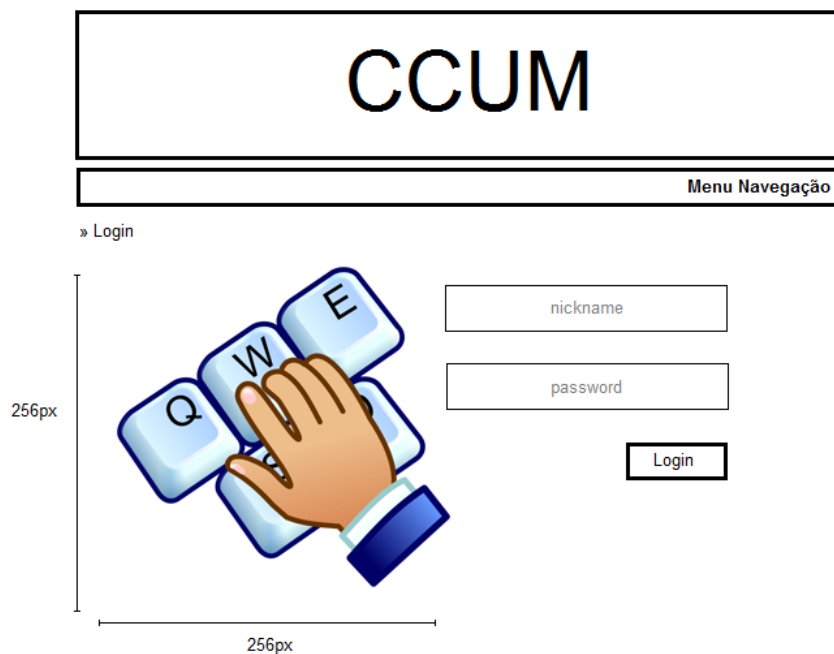 CCUM
Menu Navegação
» Login
E
W
Q
nickname
password
256px
Login
256px